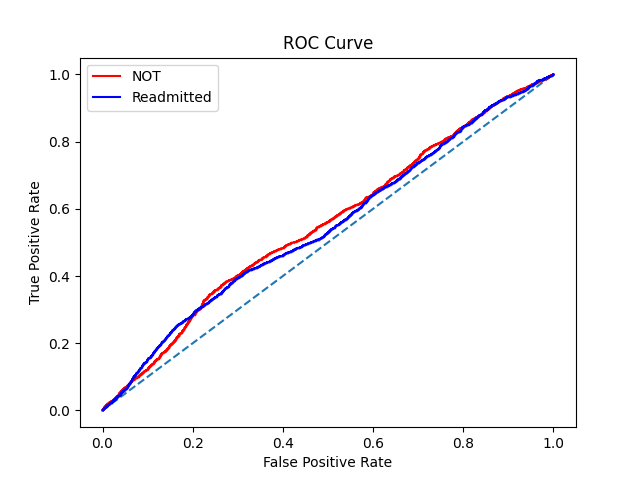 ROC Curve
NOT
Readmitted
True Positive Rate
1.0
0.8
0.6
0.4
0.2
0.0
0.0 0.2 0.4 0.6 0.8 1.0
False Positive Rate